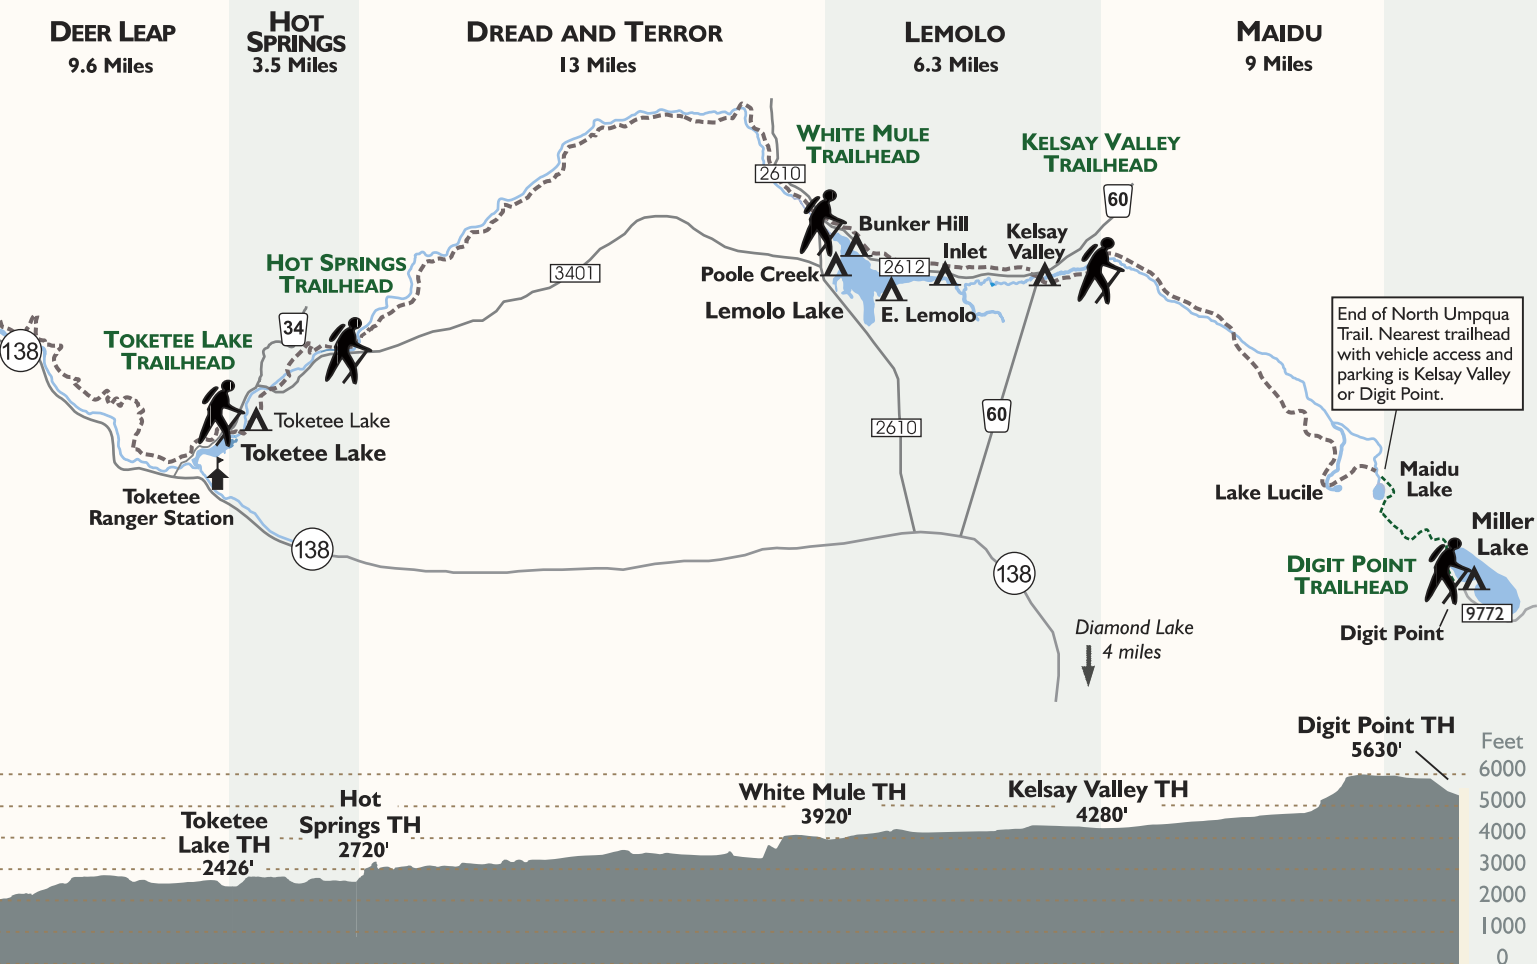 DEER LEAP
9.6 Miles
HOT
SPRINGS
3.5 Miles
DREAD AND TERROR
13 Miles
LEMOLO
6.3 Miles
MAIDU
9 Miles
WHITE MULE
TRAILHEAD
KELSAY VALLEY
TRAILHEAD
2610
60
Bunker Hill
Kelsay
Valley
Inlet
HOT SPRINGS
TRAILHEAD
3401
Poole Creek
2612
Lemolo Lake
E. Lemolo
34
138
TOKETEE LAKE
TRAILHEAD
End of North Umpqua
Trail. Nearest trailhead
with vehicle access and
parking is Kelsay Valley
or Digit Point.
Toketee Lake
Toketee Lake
2610
60
Toketee
Ranger Station
Lake Lucile
Maidu
Lake
Miller
Lake
138
138
DIGIT POINT
TRAILHEAD
9772
Digit Point
Diamond Lake
4 miles
Digit Point TH
5630'
Feet
6000
5000
4000
3000
2000
1000
0
Toketee
Lake TH
2426'
Hot
Springs TH
2720'
White Mule TH
3920'
Kelsay Valley TH
4280'